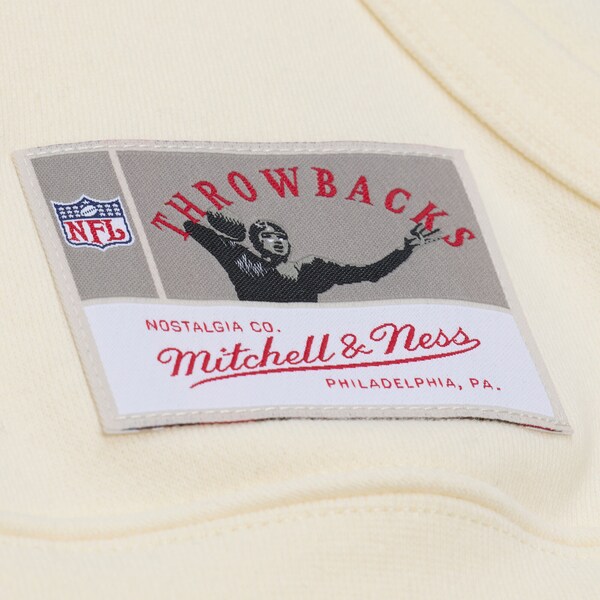 THROWBACKS
NFL
NOSTALGIA CO.
Mitchell & Ness
PHILADELPHIA, PA.